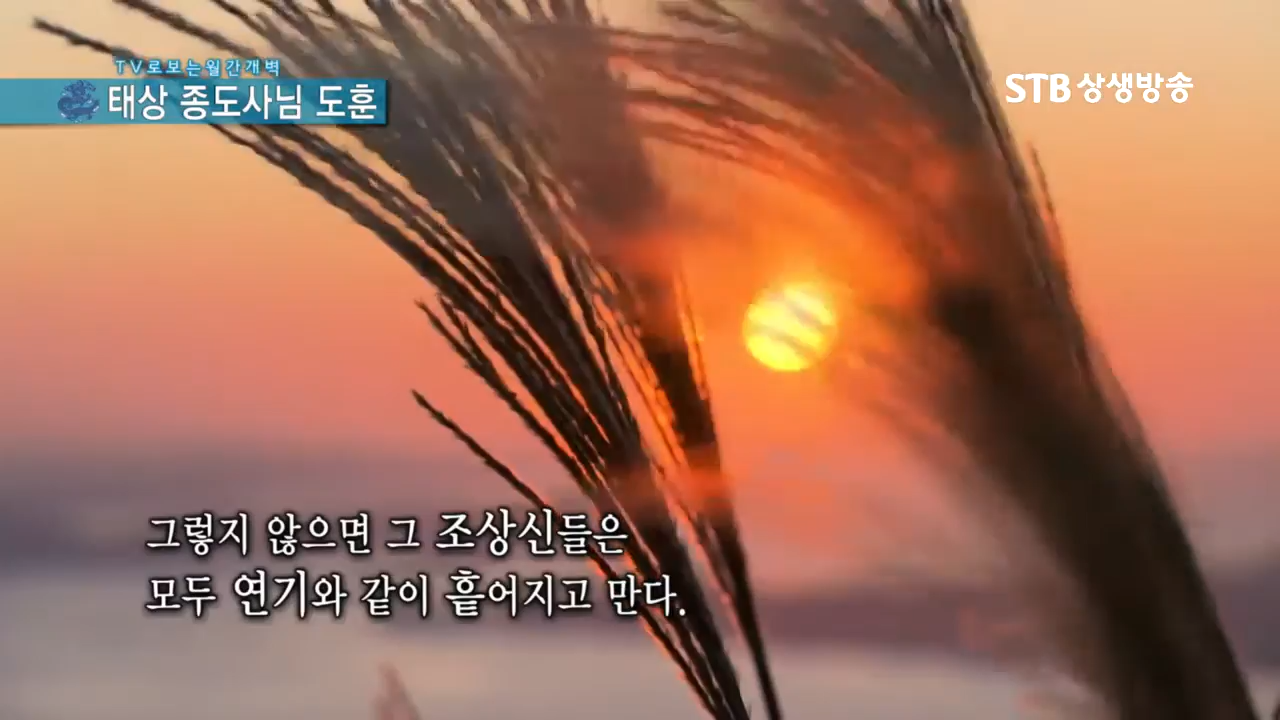 TV로보는월간개벽
태상 종도사님 도훈
STB 상생방송
그렇지 않으면 그 조상신들은
모두 연기와 같이 흩어지고 만다.